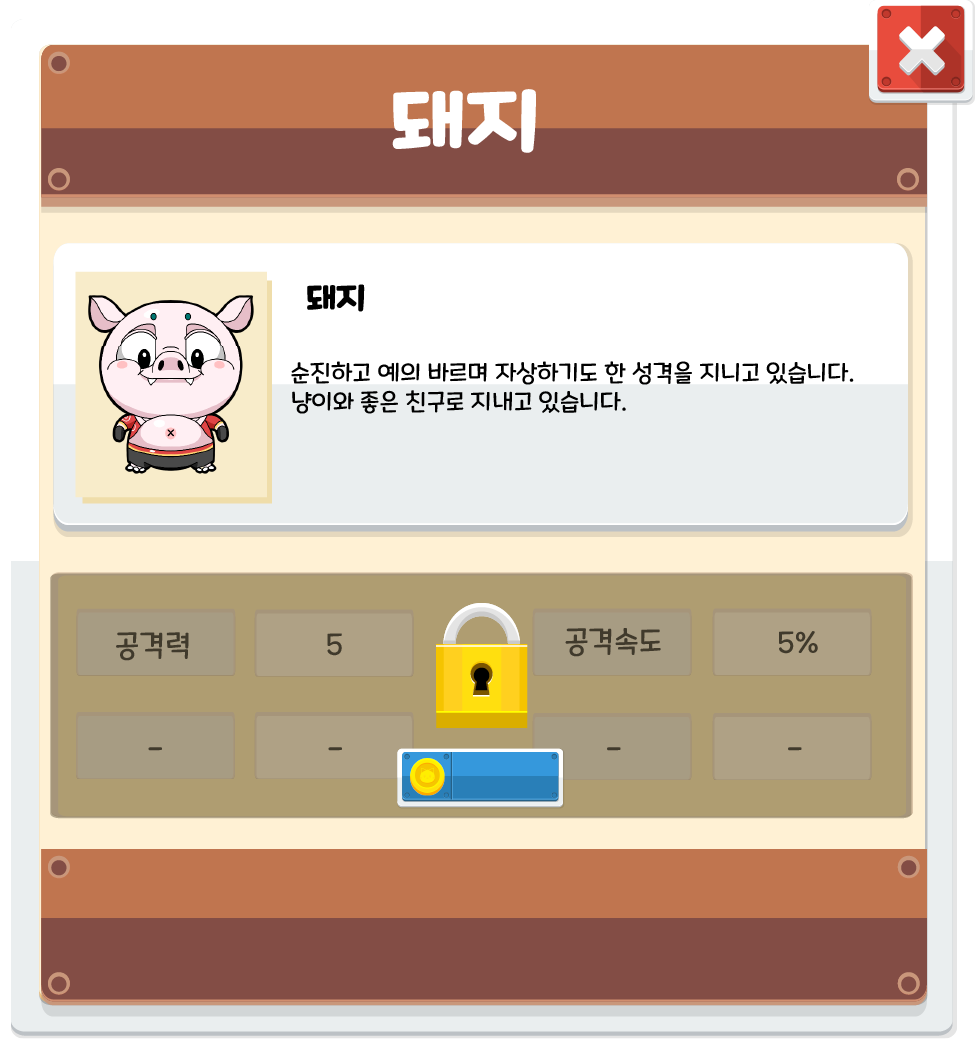 돼지
돼지
순진하고 예의 바르며 자상하기도 한 성격을 지니고 있습니다.
냥이와 좋은 친구로 지내고 있습니다.
공격력 5 공격속도 5%
- - - -